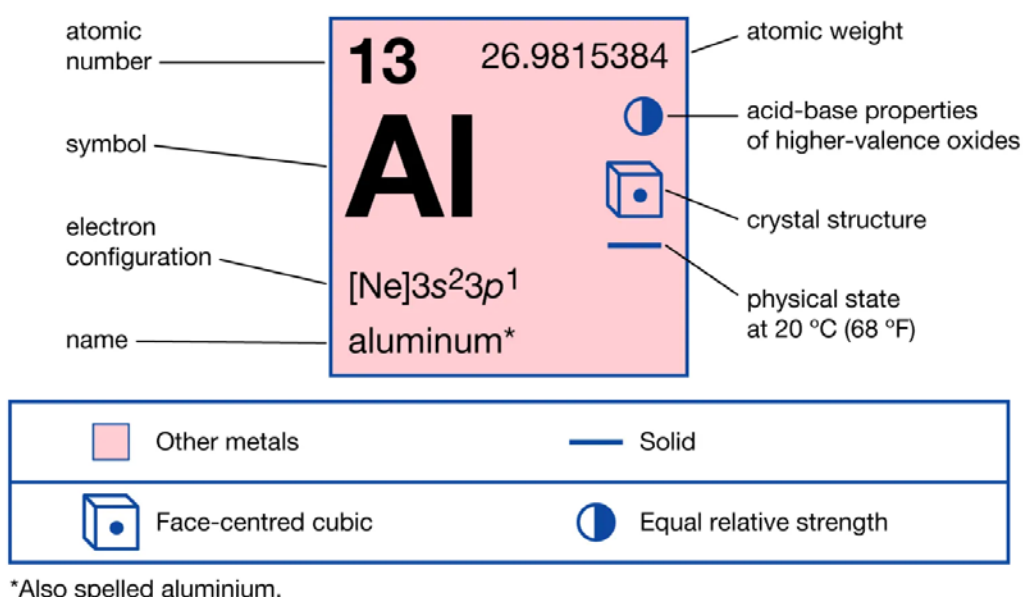 atomic
number
symbol
electron
configuration
name
13
26.9815384
Al
[Ne]3s²3p¹
aluminum*
atomic weight
acid-base properties
of higher-valence oxides
crystal structure
physical state
at 20 ºC (68 ºF)
Other metals
Solid
Face-centred cubic
Equal relative strength
*Also spelled aluminium.